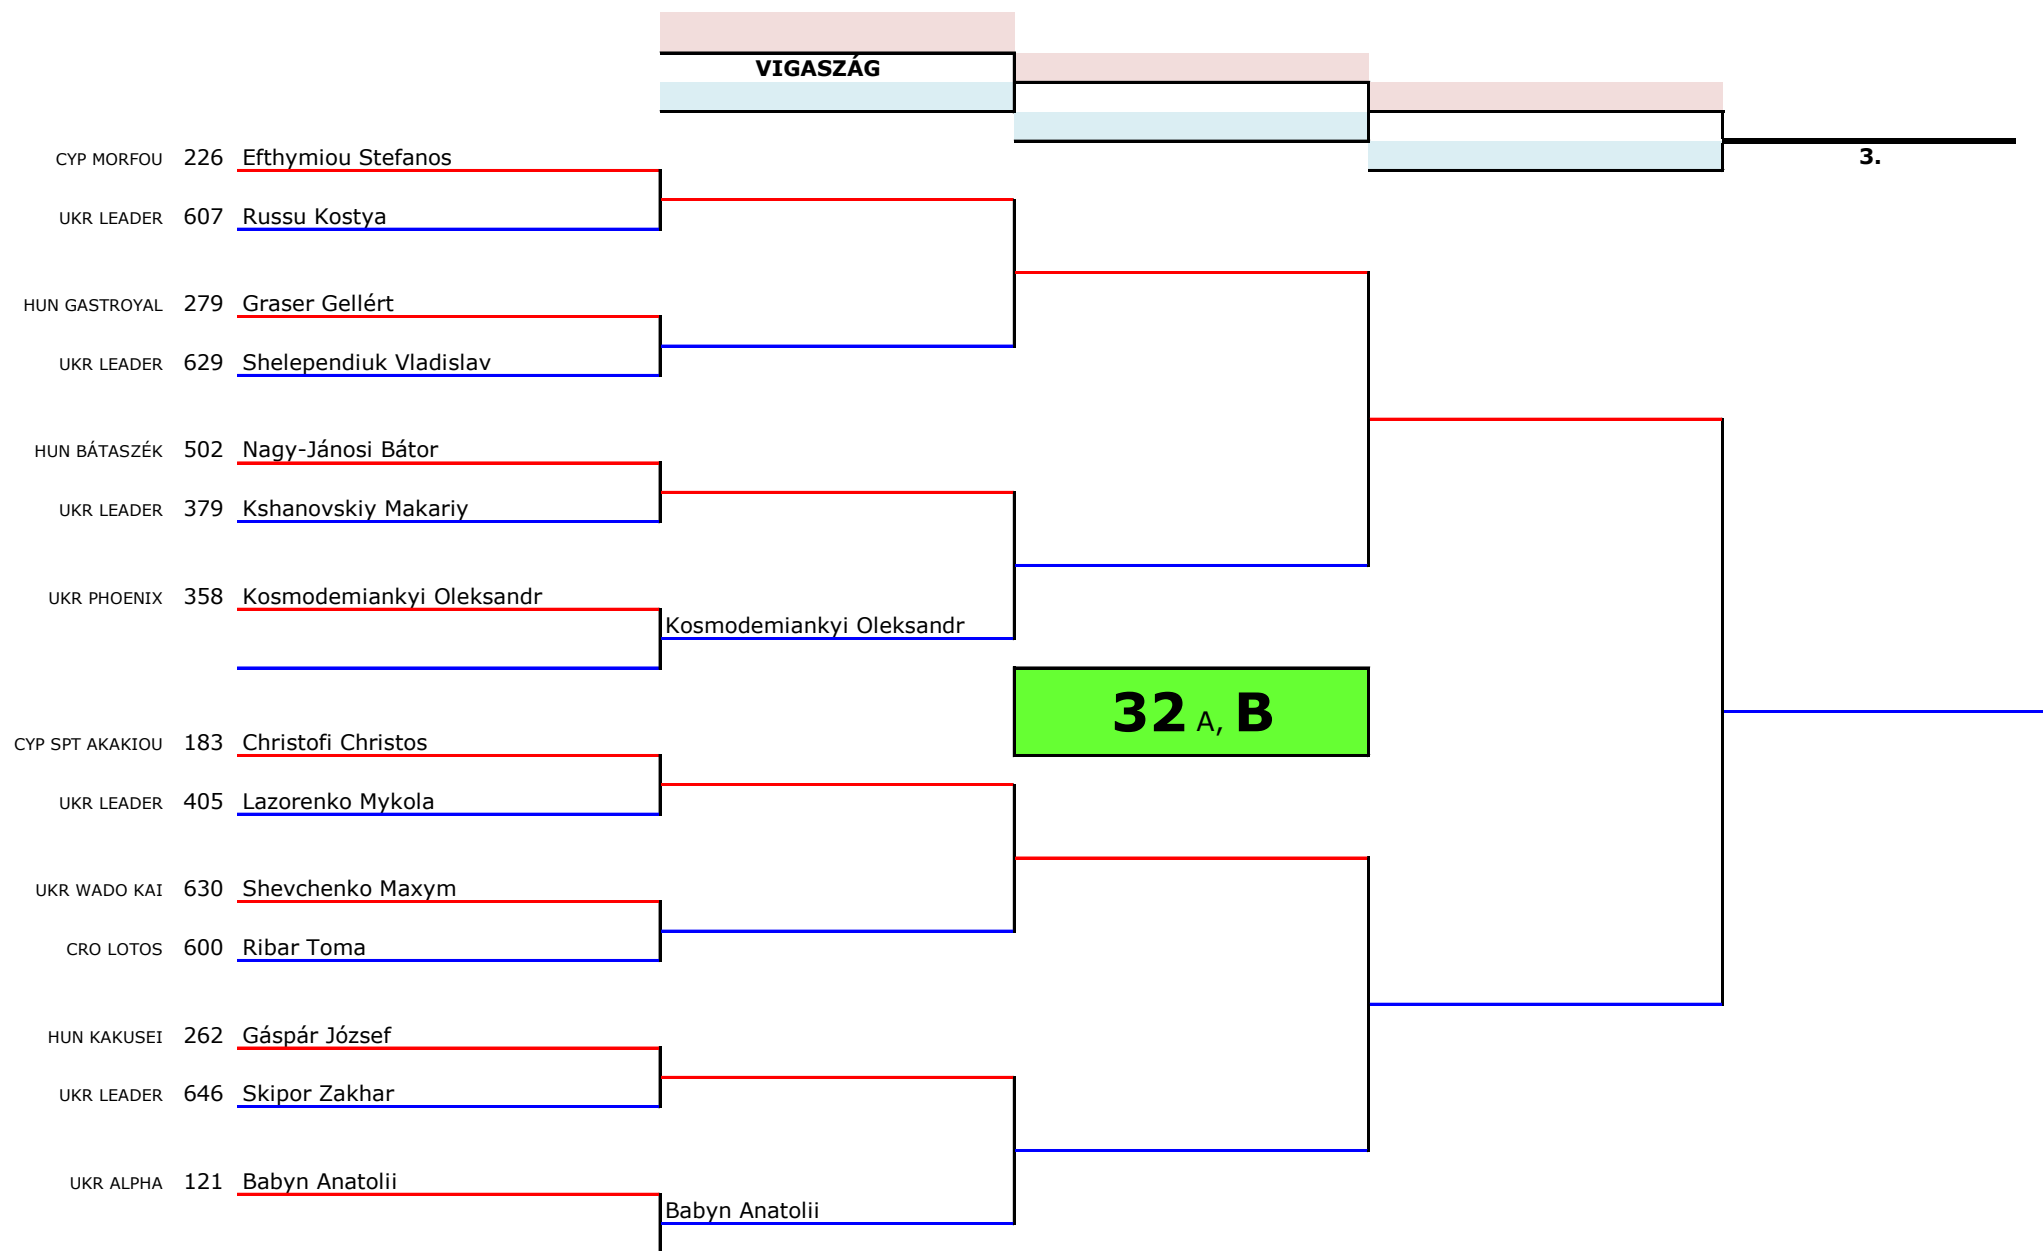 VIGASZÁG
3.
CYP MORFOU 226 Efthymiou Stefanos
UKR LEADER 607 Russu Kostya
HUN GASTROYAL 279 Graser Gellért
UKR LEADER 629 Shelependiuk Vladislav
HUN BÁTASZÉK 502 Nagy-Jánosi Bátor
UKR LEADER 379 Kshanovskiy Makariy
UKR PHOENIX 358 Kosmodemiankyi Oleksandr
Kosmodemiankyi Oleksandr
32 A, B
CYP SPT AKAKIOU 183 Christofi Christos
UKR LEADER 405 Lazorenko Mykola
UKR WADO KAI 630 Shevchenko Maxym
CRO LOTOS 600 Ribar Toma
HUN KAKUSEI 262 Gáspár József
UKR LEADER 646 Skipor Zakhar
UKR ALPHA 121 Babyn Anatolii
Babyn Anatolii